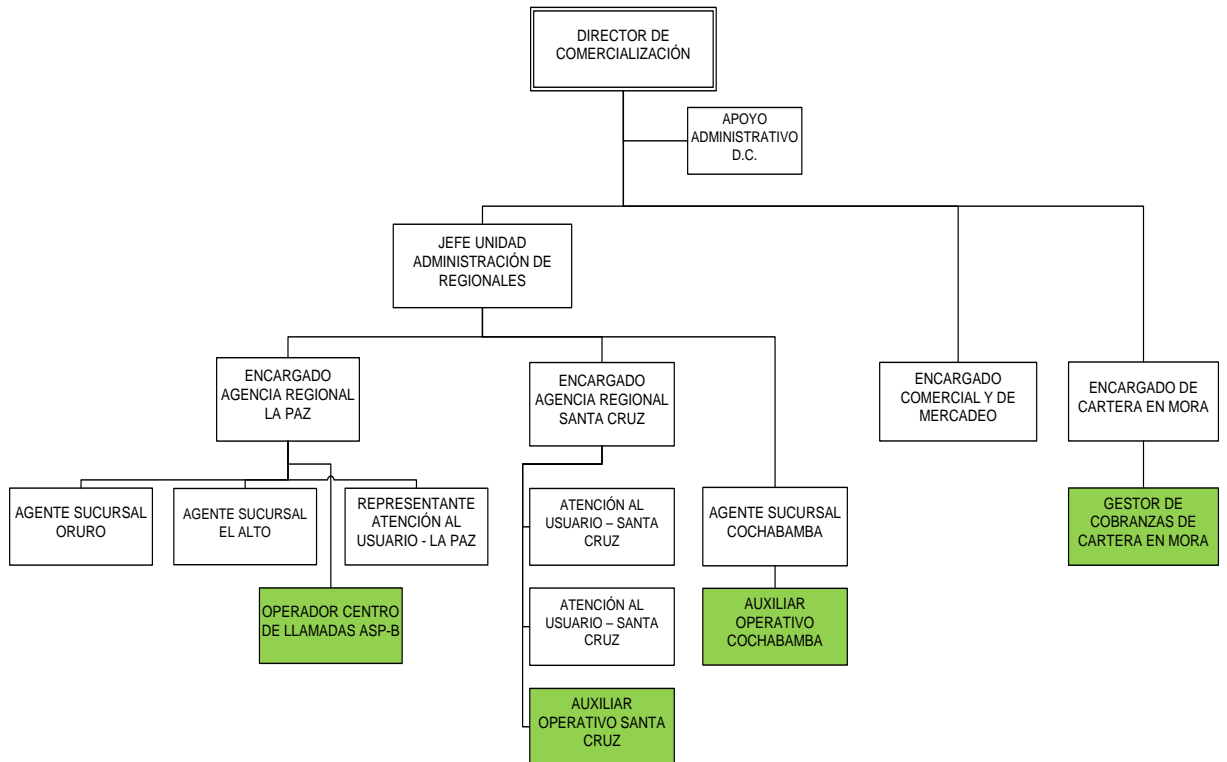 DIRECTOR DE
COMERCIALIZACIÓN
APOYO
ADMINISTRATIVO
D.C.
JEFE UNIDAD
ADMINISTRACIÓN DE
REGIONALES
ENCARGADO
AGENCIA REGIONAL
LA PAZ
ENCARGADO
AGENCIA REGIONAL
SANTA CRUZ
ENCARGADO
COMERCIAL Y DE
MERCADEO
ENCARGADO DE
CARTERA EN MORA
AGENTE SUCURSAL
ORURO
AGENTE SUCURSAL
EL ALTO
REPRESENTANTE
ATENCIÓN AL
USUARIO - LA PAZ
ATENCIÓN AL
USUARIO – SANTA
CRUZ
AGENTE SUCURSAL
COCHABAMBA
GESTOR DE
COBRANZAS DE
CARTERA EN MORA
OPERADOR CENTRO
DE LLAMADAS ASP-B
ATENCIÓN AL
USUARIO – SANTA
CRUZ
AUXILIAR
OPERATIVO
COCHABAMBA
AUXILIAR
OPERATIVO SANTA
CRUZ